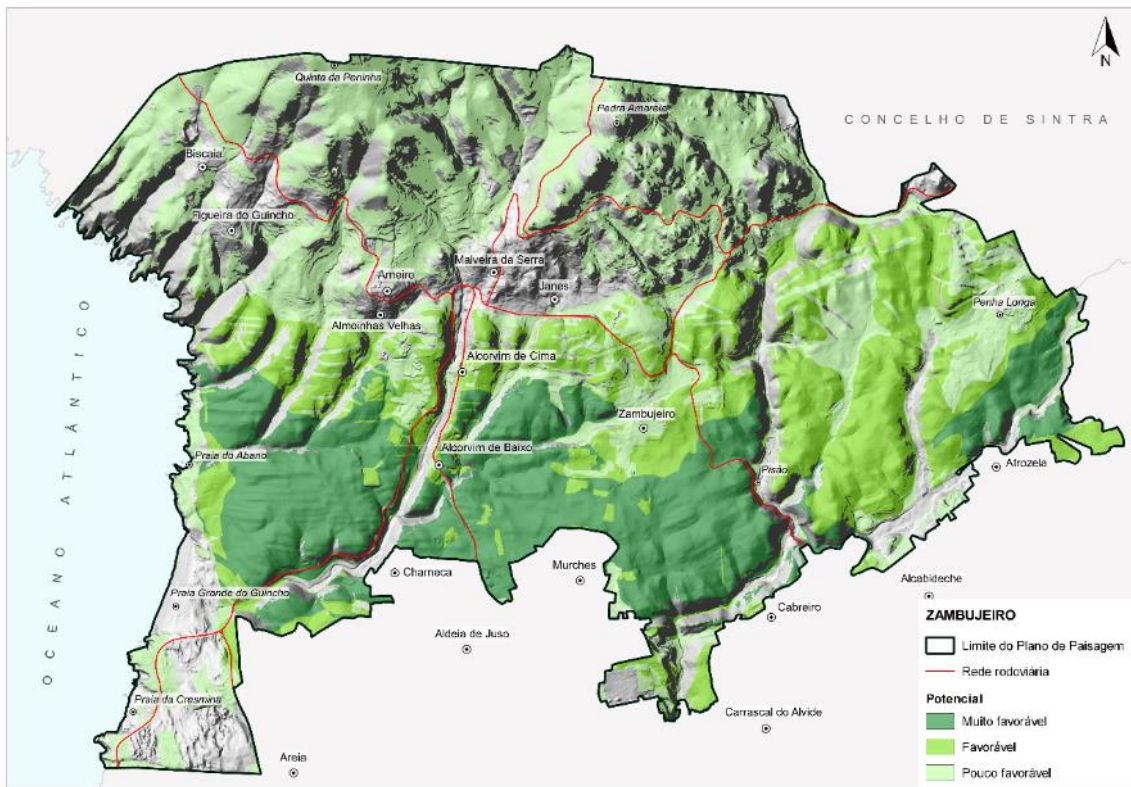 N
CONCELHO DE SINTRA
Quinta da Peninha
Pedra Amarela
Biscaia
Figueira do Guincho
Malveira da Serra
Arneiro
Janes
Penha Longa
Almoinhas Velhas
Alcorvim de Cima
Zambujeiro
Alcorvim de Baixo
Praia do Abano
Pisão
Atrozela
OCEANO ATLÂNTICO
Charneca
Murches
Alcabideche
Praia Grande do Guincho
Cabreiro
Aldeia de Juso
Praia da Cresmina
Carrascal do Alvide
Areia
ZAMBUJEIRO
Limite do Plano de Paisagem
Rede rodoviária
Potencial
Muito favorável
Favorável
Pouco favorável